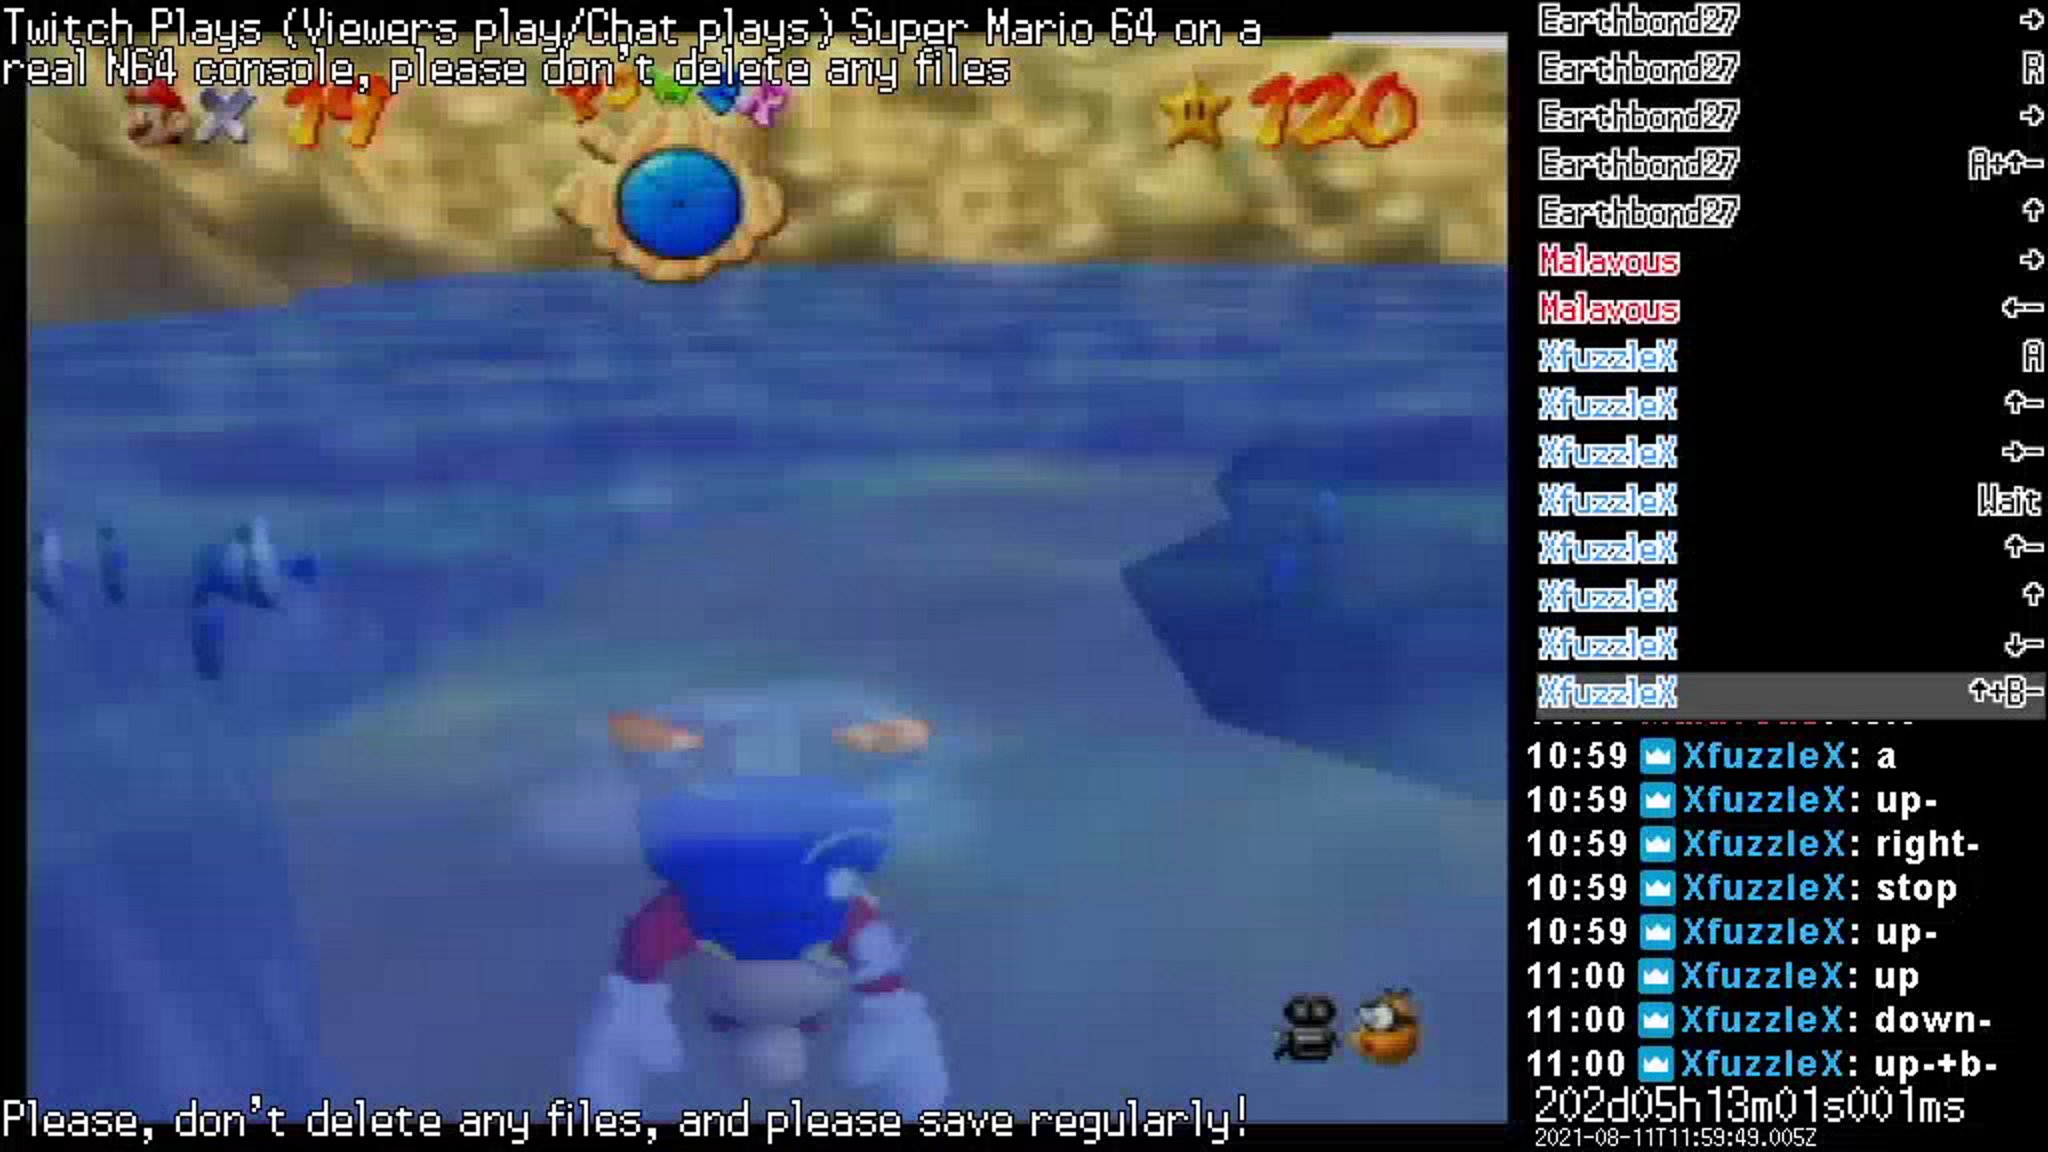 Twitch Plays (Viewers play/Chat plays) Super Mario 64 on a
real N64 console, please don't delete any files
120
POWER
Please, don't delete any files, and please save regularly!
Earthbond27 →
Earthbond27 R
Earthbond27 →
Earthbond27 A+↑-
Earthbond27 ↑
Malavous →
Malavous ←-
XfuzzleX A
XfuzzleX ↑-
XfuzzleX →-
XfuzzleX Wait
XfuzzleX ↑-
XfuzzleX ↑
XfuzzleX ↓-
XfuzzleX ↑+B-
10:59 XfuzzleX: a
10:59 XfuzzleX: up-
10:59 XfuzzleX: right-
10:59 XfuzzleX: stop
10:59 XfuzzleX: up-
11:00 XfuzzleX: up
11:00 XfuzzleX: down-
11:00 XfuzzleX: up-+b-
202d05h13m01s001ms
2021-08-11T11:59:49.005Z